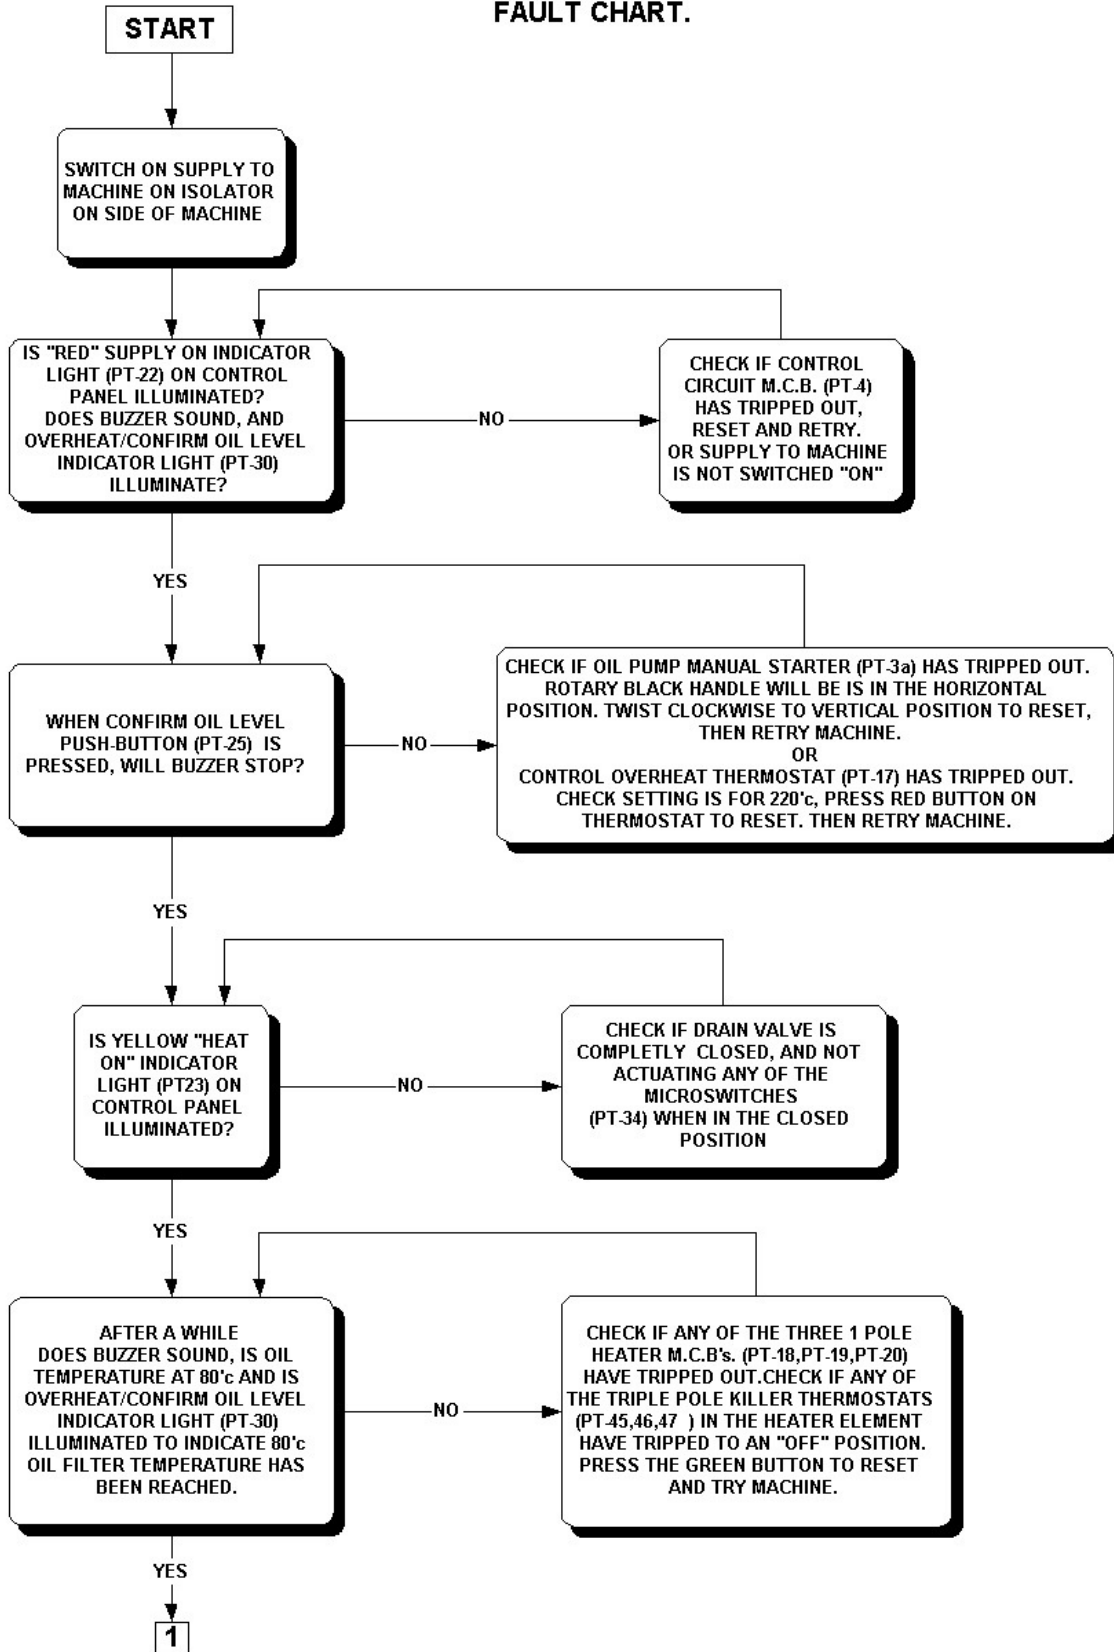 FAULT CHART.
START
SWITCH ON SUPPLY TO
MACHINE ON ISOLATOR
ON SIDE OF MACHINE
IS "RED" SUPPLY ON INDICATOR
LIGHT (PT-22) ON CONTROL
PANEL ILLUMINATED?
DOES BUZZER SOUND, AND
OVERHEAT/CONFIRM OIL LEVEL
INDICATOR LIGHT (PT-30)
ILLUMINATE?
NO
CHECK IF CONTROL
CIRCUIT M.C.B. (PT-4)
HAS TRIPPED OUT,
RESET AND RETRY.
OR SUPPLY TO MACHINE
IS NOT SWITCHED "ON"
YES
WHEN CONFIRM OIL LEVEL
PUSH-BUTTON (PT-25) IS
PRESSED, WILL BUZZER STOP?
NO
CHECK IF OIL PUMP MANUAL STARTER (PT-3a) HAS TRIPPED OUT.
ROTARY BLACK HANDLE WILL BE IS IN THE HORIZONTAL
POSITION. TWIST CLOCKWISE TO VERTICAL POSITION TO RESET,
THEN RETRY MACHINE.
OR
CONTROL OVERHEAT THERMOSTAT (PT-17) HAS TRIPPED OUT.
CHECK SETTING IS FOR 220'c, PRESS RED BUTTON ON
THERMOSTAT TO RESET. THEN RETRY MACHINE.
YES
IS YELLOW "HEAT
ON" INDICATOR
LIGHT (PT23) ON
CONTROL PANEL
ILLUMINATED?
NO
CHECK IF DRAIN VALVE IS
COMPLETLY CLOSED, AND NOT
ACTUATING ANY OF THE
MICROSWITCHES
(PT-34) WHEN IN THE CLOSED
POSITION
YES
AFTER A WHILE
DOES BUZZER SOUND, IS OIL
TEMPERATURE AT 80'c AND IS
OVERHEAT/CONFIRM OIL LEVEL
INDICATOR LIGHT (PT-30)
ILLUMINATED TO INDICATE 80'c
OIL FILTER TEMPERATURE HAS
BEEN REACHED.
NO
CHECK IF ANY OF THE THREE 1 POLE
HEATER M.C.B's. (PT-18,PT-19,PT-20)
HAVE TRIPPED OUT.CHECK IF ANY OF
THE TRIPLE POLE KILLER THERMOSTATS
(PT-45,46,47 ) IN THE HEATER ELEMENT
HAVE TRIPPED TO AN "OFF" POSITION.
PRESS THE GREEN BUTTON TO RESET
AND TRY MACHINE.
YES
1